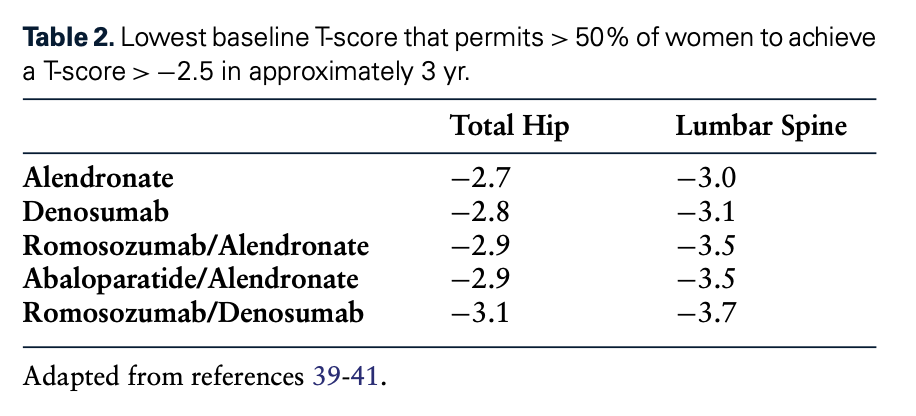 Table 2. Lowest baseline T-score that permits > 50% of women to achieve
a T-score > −2.5 in approximately 3 yr.
Total Hip Lumbar Spine
Alendronate −2.7 −3.0
Denosumab −2.8 −3.1
Romosozumab/Alendronate −2.9 −3.5
Abaloparatide/Alendronate −2.9 −3.5
Romosozumab/Denosumab −3.1 −3.7
Adapted from references 39-41.